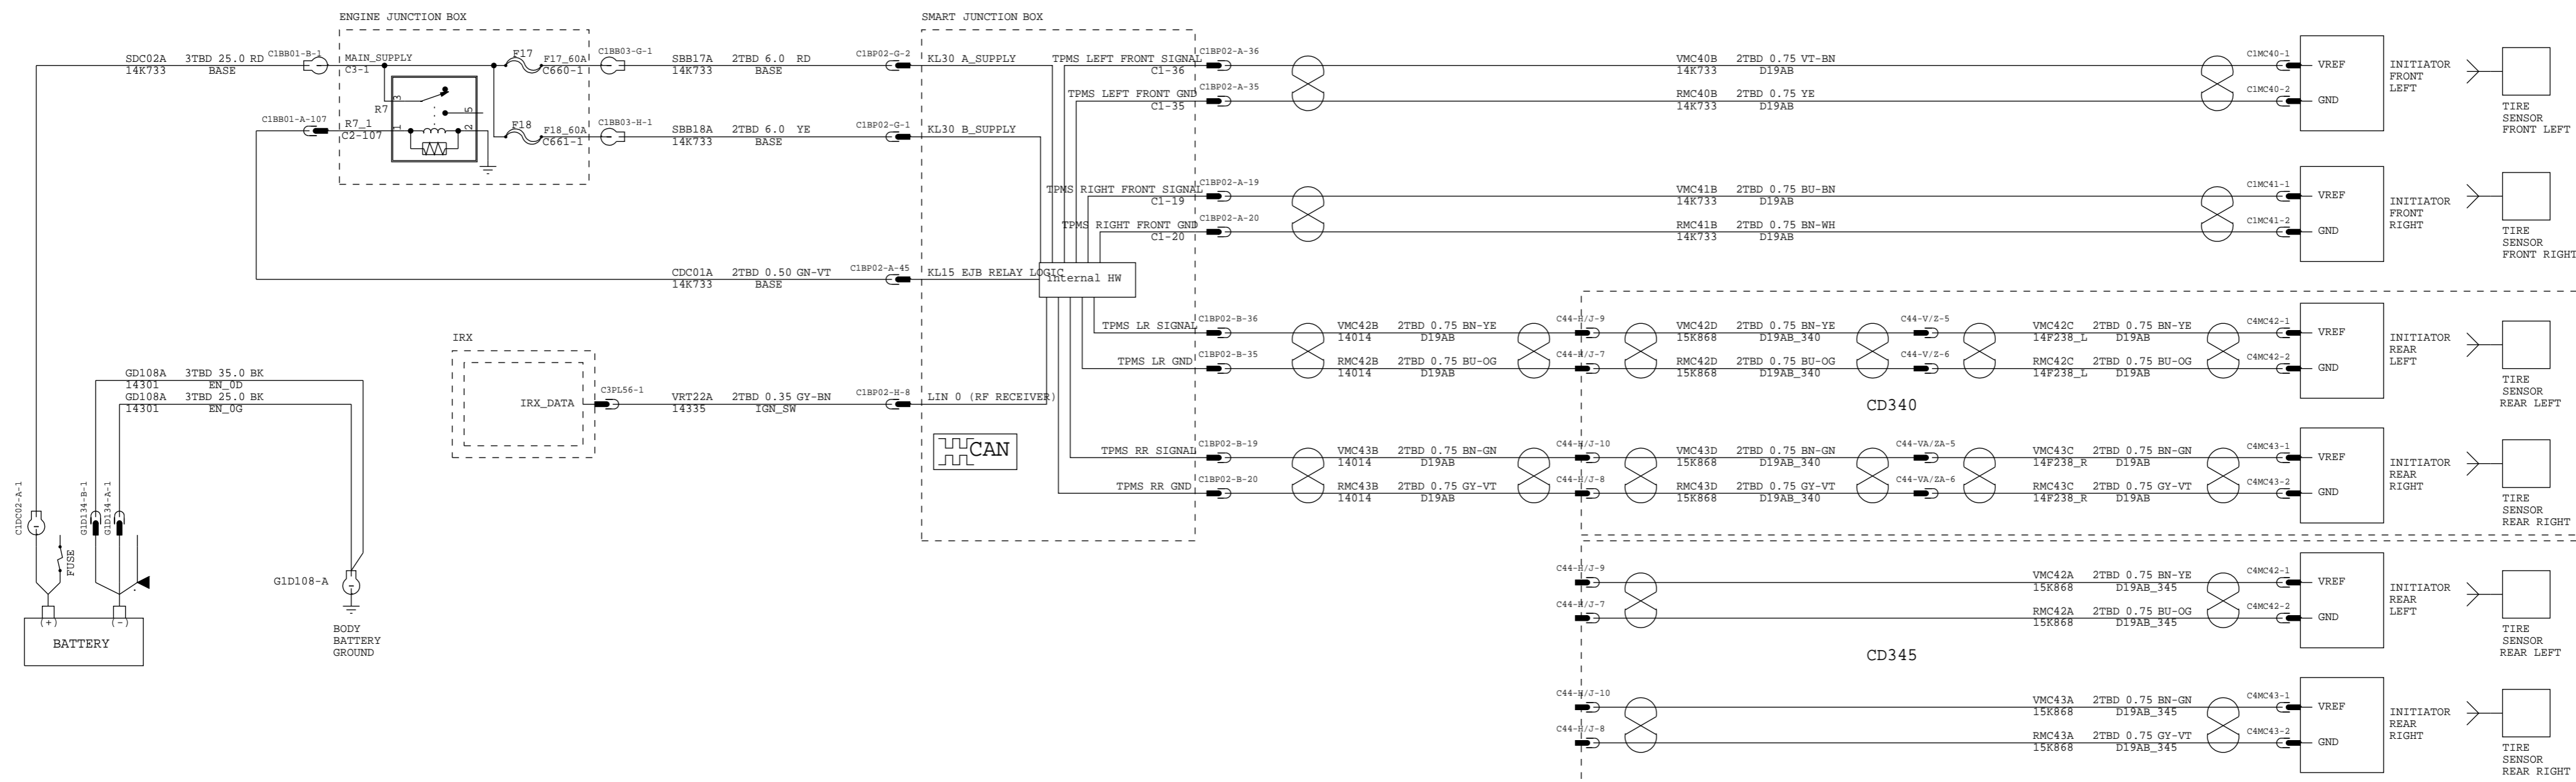 ENGINE JUNCTION BOX
SMART JUNCTION BOX
SDC02A 3TBD 25.0 RD
14K733 BASE
C1BB01-B-1
MAIN_SUPPLY
C3-1
F17
F17_60A
C660-1
C1BB03-G-1
SBB17A 2TBD 6.0 RD
14K733 BASE
C1BP02-G-2
KL30 A_SUPPLY
R7
3
5
1
2
C1BB01-A-107
R7_1
C2-107
F18
F18_60A
C661-1
C1BB03-H-1
SBB18A 2TBD 6.0 YE
14K733 BASE
C1BP02-G-1
KL30 B_SUPPLY
CDC01A 2TBD 0.50 GN-VT
14K733 BASE
C1BP02-A-45
KL15 EJB RELAY LOGIC
internal HW
IRX
IRX_DATA
C3PL56-1
VRT22A 2TBD 0.35 GY-BN
14335 IGN_SW
C1BP02-H-8
LIN 0 (RF RECEIVER)
CAN
GD108A 3TBD 35.0 BK
14301 EN_0D
GD108A 3TBD 25.0 BK
14301 EN_0G
C1DC02-A-1
G1D134-B-1
G1D134-A-1
FUSE
(+)
(-)
BATTERY
G1D108-A
BODY
BATTERY
GROUND
TPMS LEFT FRONT SIGNAL
C1-36
C1BP02-A-36
VMC40B 2TBD 0.75 VT-BN
14K733 D19AB
C1MC40-1
VREF
TPMS LEFT FRONT GND
C1-35
C1BP02-A-35
RMC40B 2TBD 0.75 YE
14K733 D19AB
C1MC40-2
GND
INITIATOR
FRONT
LEFT
TIRE
SENSOR
FRONT LEFT
TPMS RIGHT FRONT SIGNAL
C1-19
C1BP02-A-19
VMC41B 2TBD 0.75 BU-BN
14K733 D19AB
C1MC41-1
VREF
TPMS RIGHT FRONT GND
C1-20
C1BP02-A-20
RMC41B 2TBD 0.75 BN-WH
14K733 D19AB
C1MC41-2
GND
INITIATOR
FRONT
RIGHT
TIRE
SENSOR
FRONT RIGHT
TPMS LR SIGNAL
C1BP02-B-36
VMC42B 2TBD 0.75 BN-YE
14014 D19AB
C44-H/J-9
VMC42D 2TBD 0.75 BN-YE
15K868 D19AB_340
C44-V/Z-5
VMC42C 2TBD 0.75 BN-YE
14F238_L D19AB
C4MC42-1
VREF
TPMS LR GND
C1BP02-B-35
RMC42B 2TBD 0.75 BU-OG
14014 D19AB
C44-H/J-7
RMC42D 2TBD 0.75 BU-OG
15K868 D19AB_340
C44-V/Z-6
RMC42C 2TBD 0.75 BU-OG
14F238_L D19AB
C4MC42-2
GND
INITIATOR
REAR
LEFT
TIRE
SENSOR
REAR LEFT
CD340
TPMS RR SIGNAL
C1BP02-B-19
VMC43B 2TBD 0.75 BN-GN
14014 D19AB
C44-H/J-10
VMC43D 2TBD 0.75 BN-GN
15K868 D19AB_340
C44-VA/ZA-5
VMC43C 2TBD 0.75 BN-GN
14F238_R D19AB
C4MC43-1
VREF
TPMS RR GND
C1BP02-B-20
RMC43B 2TBD 0.75 GY-VT
14014 D19AB
C44-H/J-8
RMC43D 2TBD 0.75 GY-VT
15K868 D19AB_340
C44-VA/ZA-6
RMC43C 2TBD 0.75 GY-VT
14F238_R D19AB
C4MC43-2
GND
INITIATOR
REAR
RIGHT
TIRE
SENSOR
REAR RIGHT
C44-H/J-9
VMC42A 2TBD 0.75 BN-YE
15K868 D19AB_345
C4MC42-1
VREF
C44-H/J-7
RMC42A 2TBD 0.75 BU-OG
15K868 D19AB_345
C4MC42-2
GND
INITIATOR
REAR
LEFT
TIRE
SENSOR
REAR LEFT
CD345
C44-H/J-10
VMC43A 2TBD 0.75 BN-GN
15K868 D19AB_345
C4MC43-1
VREF
C44-H/J-8
RMC43A 2TBD 0.75 GY-VT
15K868 D19AB_345
C4MC43-2
GND
INITIATOR
REAR
RIGHT
TIRE
SENSOR
REAR RIGHT